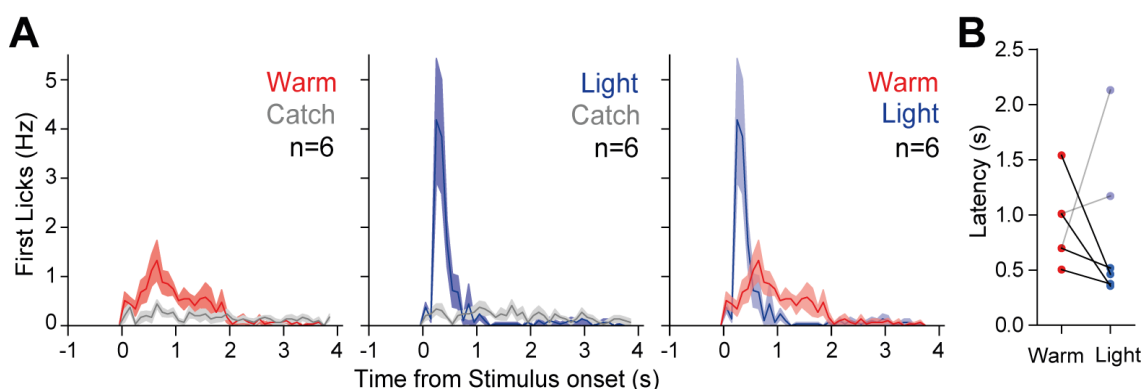 A
B
First Licks (Hz)
5
4
3
2
1
0
Warm
Catch
n=6
-1 0 1 2 3 4
Light
Catch
n=6
-1 0 1 2 3 4
Warm
Light
n=6
-1 0 1 2 3 4
Time from Stimulus onset (s)
Latency (s)
2.5
2.0
1.5
1.0
0.5
0.0
Warm Light